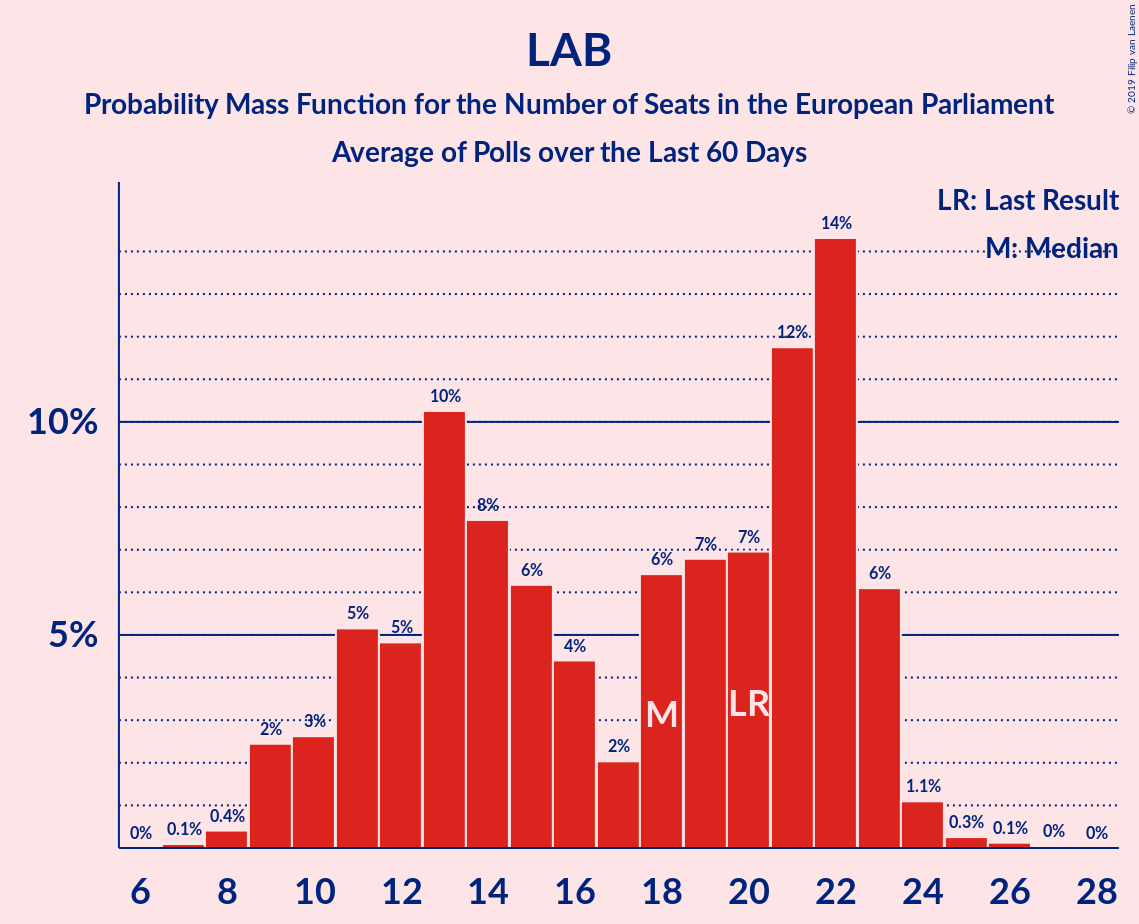 LAB
Probability Mass Function for the Number of Seats in the European Parliament
Average of Polls over the Last 60 Days
© 2019 Filip van Laenen
LR: Last Result
M: Median
14%
12%
10%
10%
8%
7%
7%
6%
6%
6%
6%
5%
5%
5%
4%
3%
2%
2%
1.1%
0.4%
0.3%
0.1%
0.1%
0%
0%
0%
M
LR
6 8 10 12 14 16 18 20 22 24 26 28